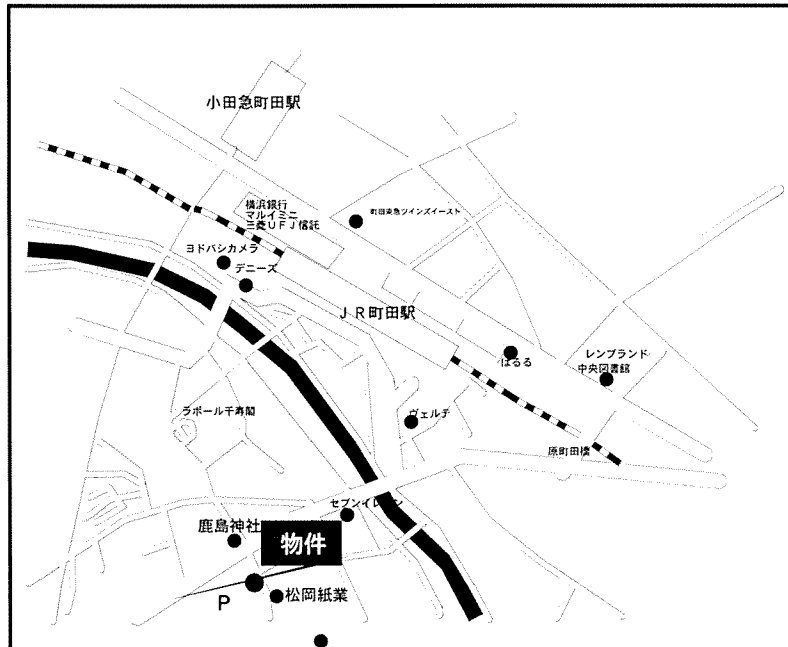 小田急町田駅
横浜銀行
マルイミニ
三菱ＵＦＪ信託
町田東急ツインズイースト
ヨドバシカメラ
デニーズ
ＪＲ町田駅
ぱるる
レンブランド
中央図書館
ラポール千寿閣
ヴェルテ
原町田橋
セブンイレブン
鹿島神社
物件
P
松岡紙業